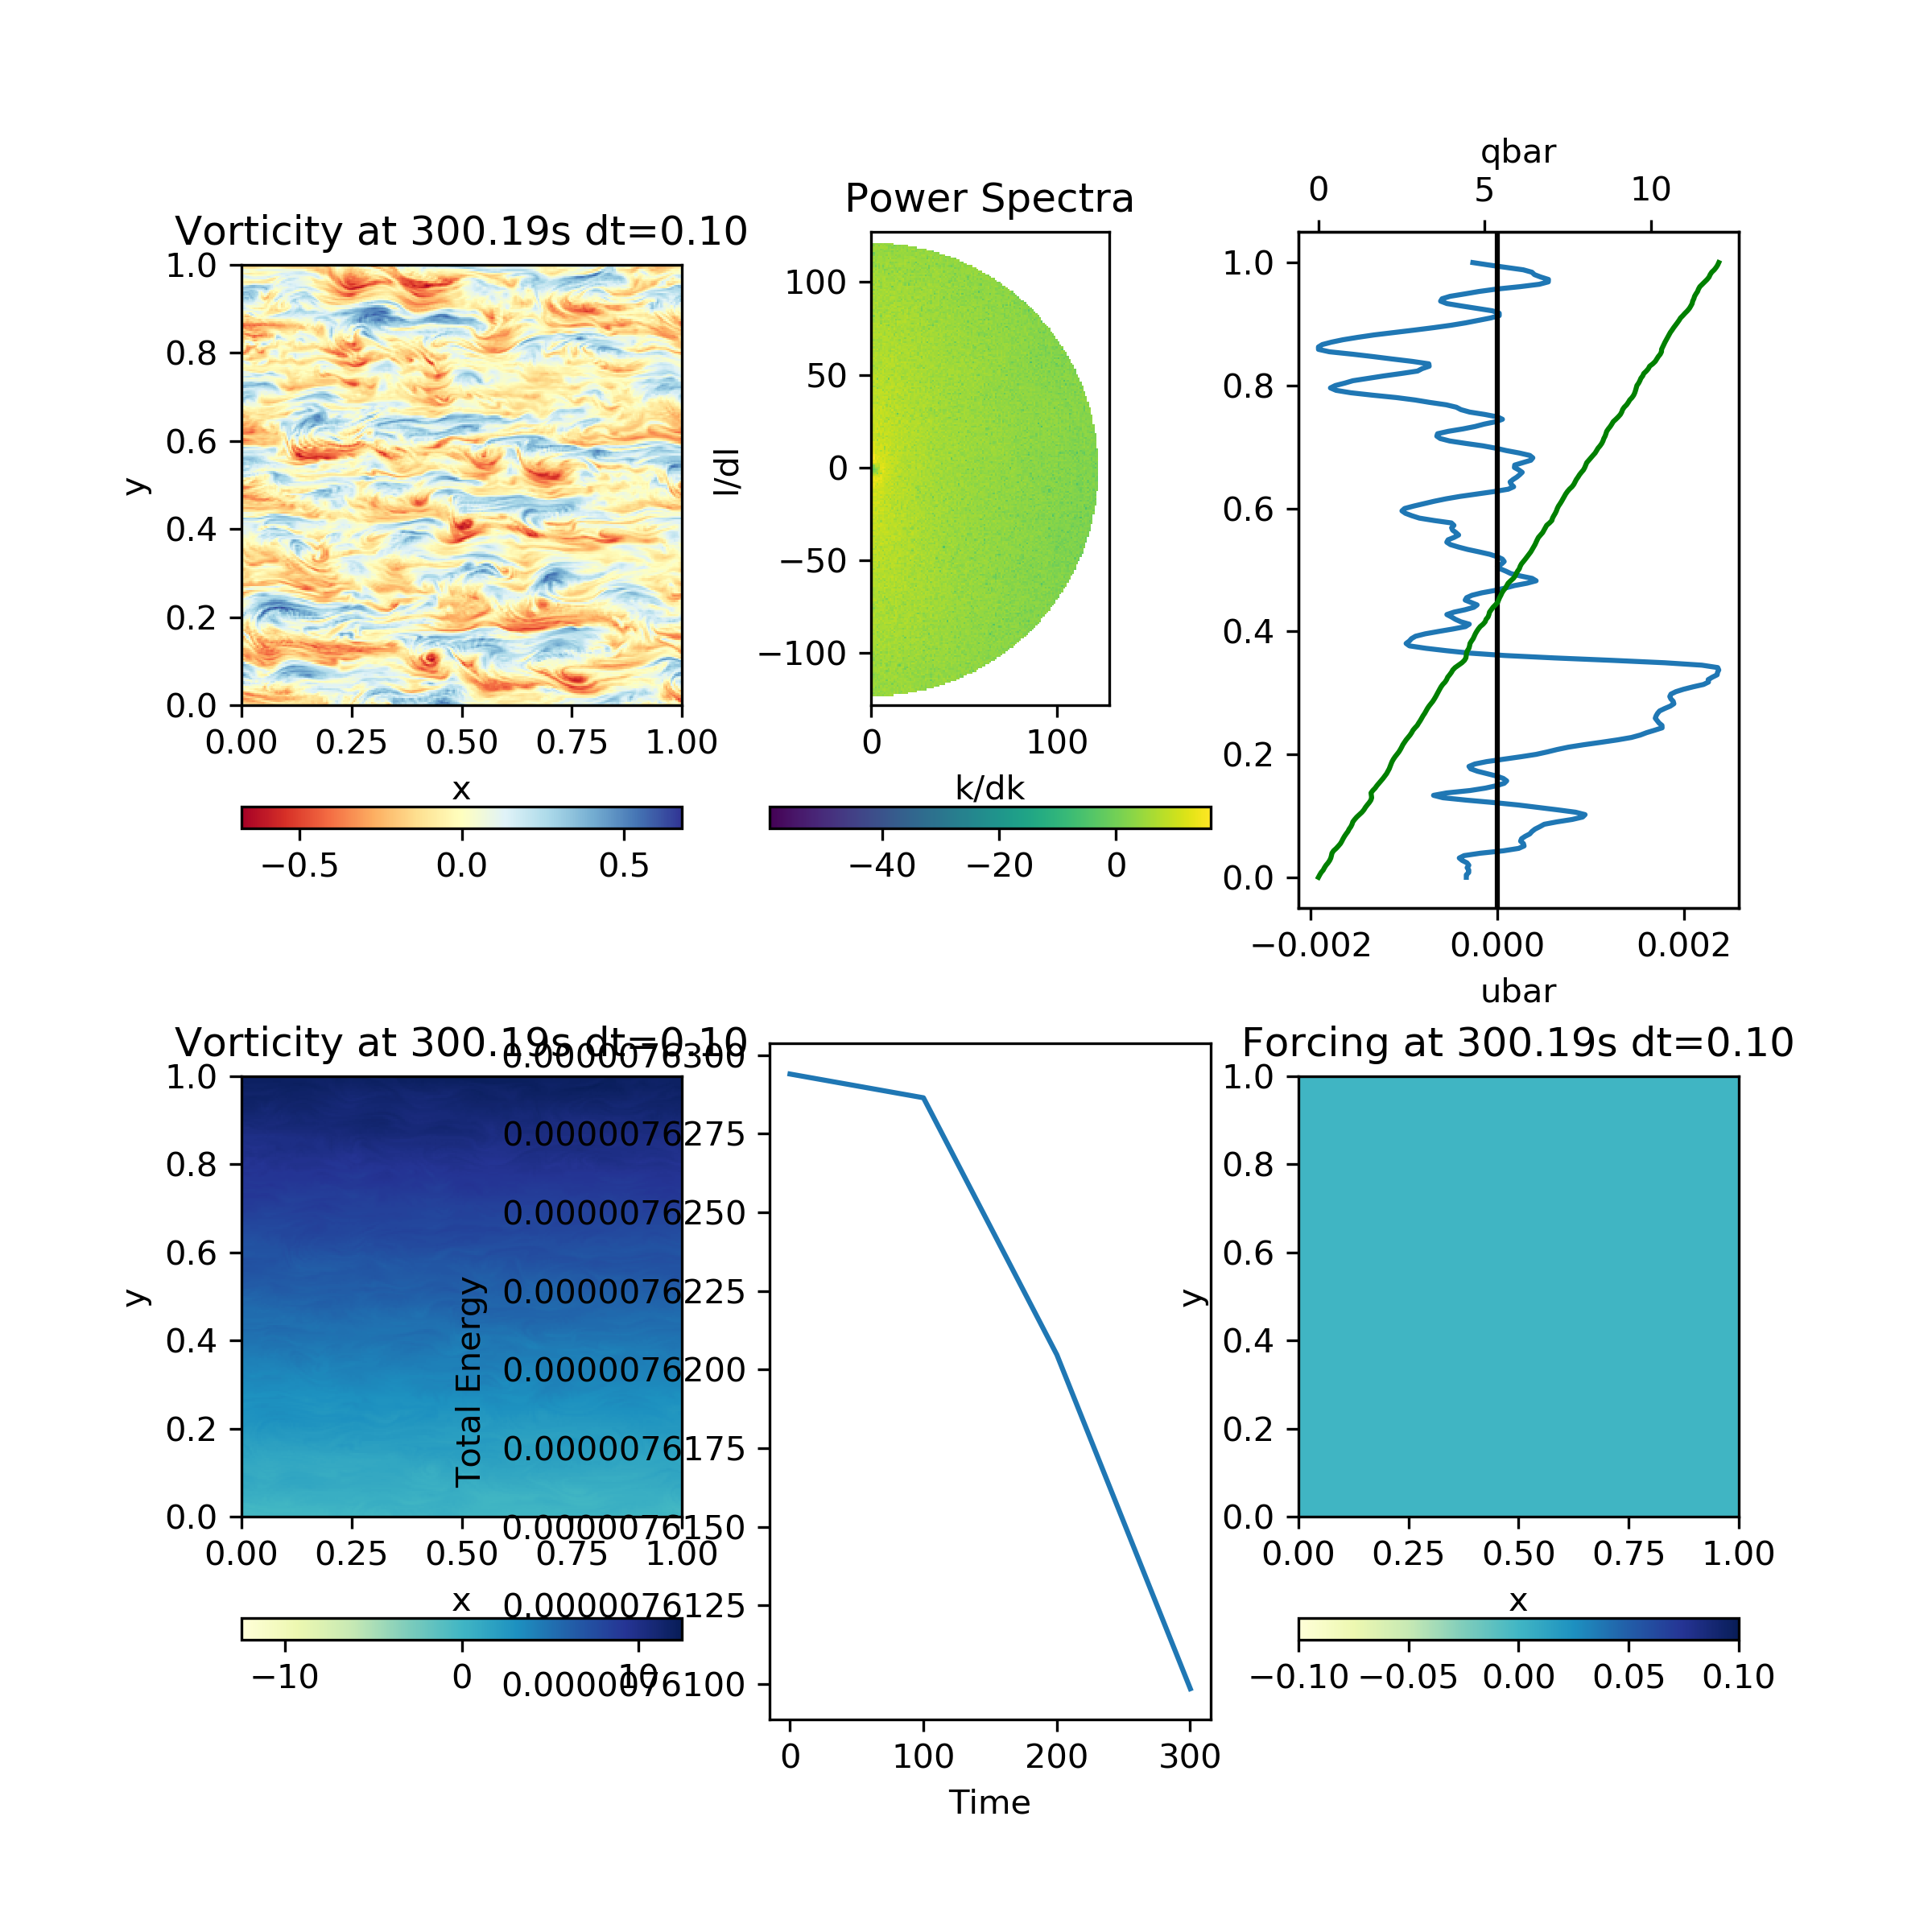 Vorticity at 300.19s dt=0.10
y
1.0
0.8
0.6
0.4
0.2
0.0
0.00 0.25 0.50 0.75 1.00
x
−0.5 0.0 0.5
Power Spectra
l/dl
100
50
0
−50
−100
0 100
k/dk
−40 −20 0
qbar
0 5 10
1.0
0.8
0.6
0.4
0.2
0.0
−0.002 0.000 0.002
ubar
Vorticity at 300.19s dt=0.10
y
1.0
0.8
0.6
0.4
0.2
0.0
0.00 0.25 0.50 0.75 1.00
x
−10 0 10
Total Energy
0.0000076300
0.0000076275
0.0000076250
0.0000076225
0.0000076200
0.0000076175
0.0000076150
0.0000076125
0.0000076100
0 100 200 300
Time
Forcing at 300.19s dt=0.10
y
1.0
0.8
0.6
0.4
0.2
0.0
0.00 0.25 0.50 0.75 1.00
x
−0.10 −0.05 0.00 0.05 0.10